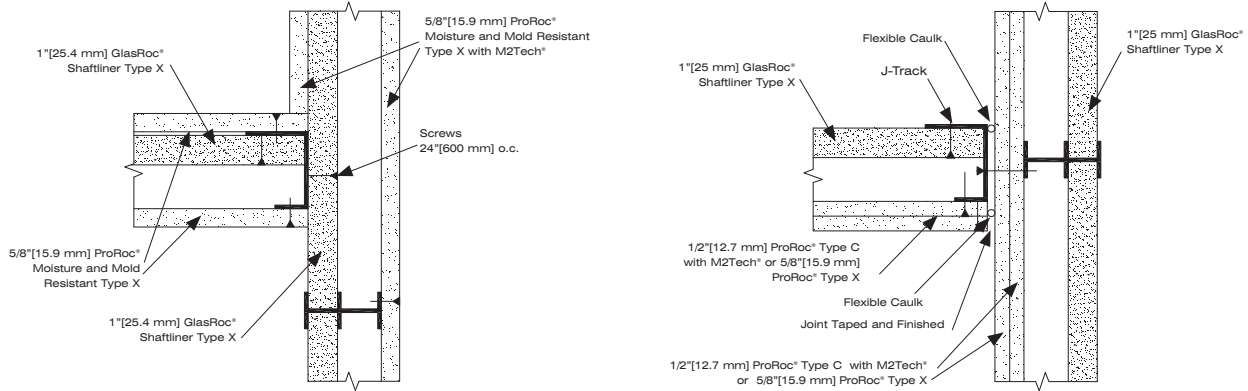 5/8"[15.9 mm] ProRoc®
Moisture and Mold Resistant
Type X with M2Tech®
1"[25.4 mm] GlasRoc®
Shaftliner Type X
Screws
24"[600 mm] o.c.
5/8"[15.9 mm] ProRoc®
Moisture and Mold
Resistant Type X
1"[25.4 mm] GlasRoc®
Shaftliner Type X
Flexible Caulk
1"[25 mm] GlasRoc®
Shaftliner Type X
J-Track
1"[25 mm] GlasRoc®
Shaftliner Type X
1/2"[12.7 mm] ProRoc® Type C
with M2Tech® or 5/8"[15.9 mm]
ProRoc® Type X
Flexible Caulk
Joint Taped and Finished
1/2"[12.7 mm] ProRoc® Type C with M2Tech®
or 5/8"[15.9 mm] ProRoc® Type X